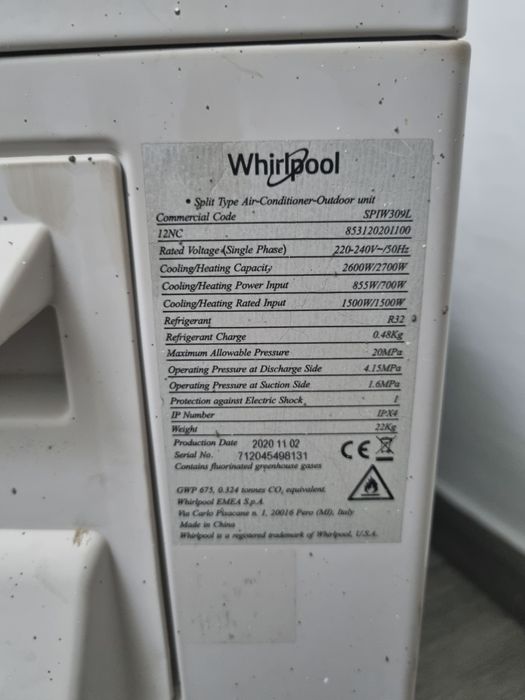 Whirlpool
• Split Type Air-Conditioner-Outdoor unit
Commercial Code SPIW309L
12NC 853120201100
Rated Voltage (Single Phase) 220-240V~/50Hz
Cooling/Heating Capacity 2600W/2700W
Cooling/Heating Power Input 855W/700W
Cooling/Heating Rated Input 1500W/1500W
Refrigerant R32
Refrigerant Charge 0.48Kg
Maximum Allowable Pressure 20MPa
Operating Pressure at Discharge Side 4.15MPa
Operating Pressure at Suction Side 1.6MPa
Protection against Electric Shock I
IP Number IPX4
Weight 22Kg
Production Date 2020 11 02
Serial No. 712045498131
Contains fluorinated greenhouse gases
CE
GWP 675, 0.324 tonnes CO₂ equivalent.
Whirlpool EMEA S.p.A.
Via Carlo Pisacane n. 1, 20016 Pero (MI), Italy
Made in China
Whirlpool is a registered trademark of Whirlpool, U.S.A.